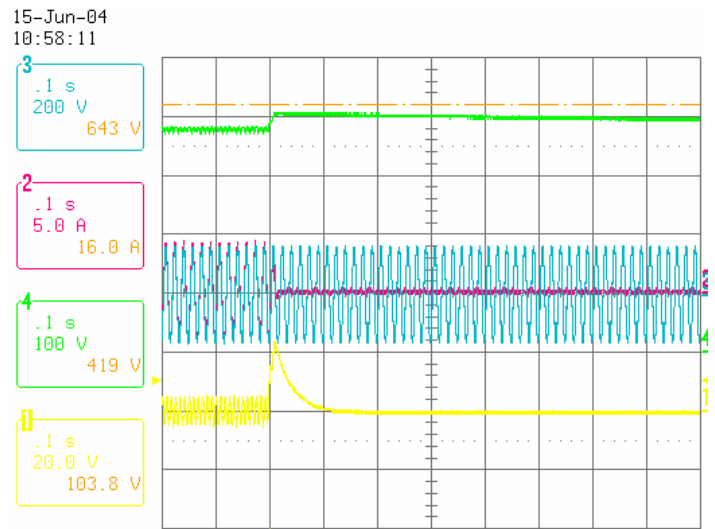 15-Jun-04
10:58:11
3
.1 s
200 V
643 V
2
.1 s
5.0 A
16.0 A
4
.1 s
100 V
419 V
1
.1 s
20.0 V
103.8 V